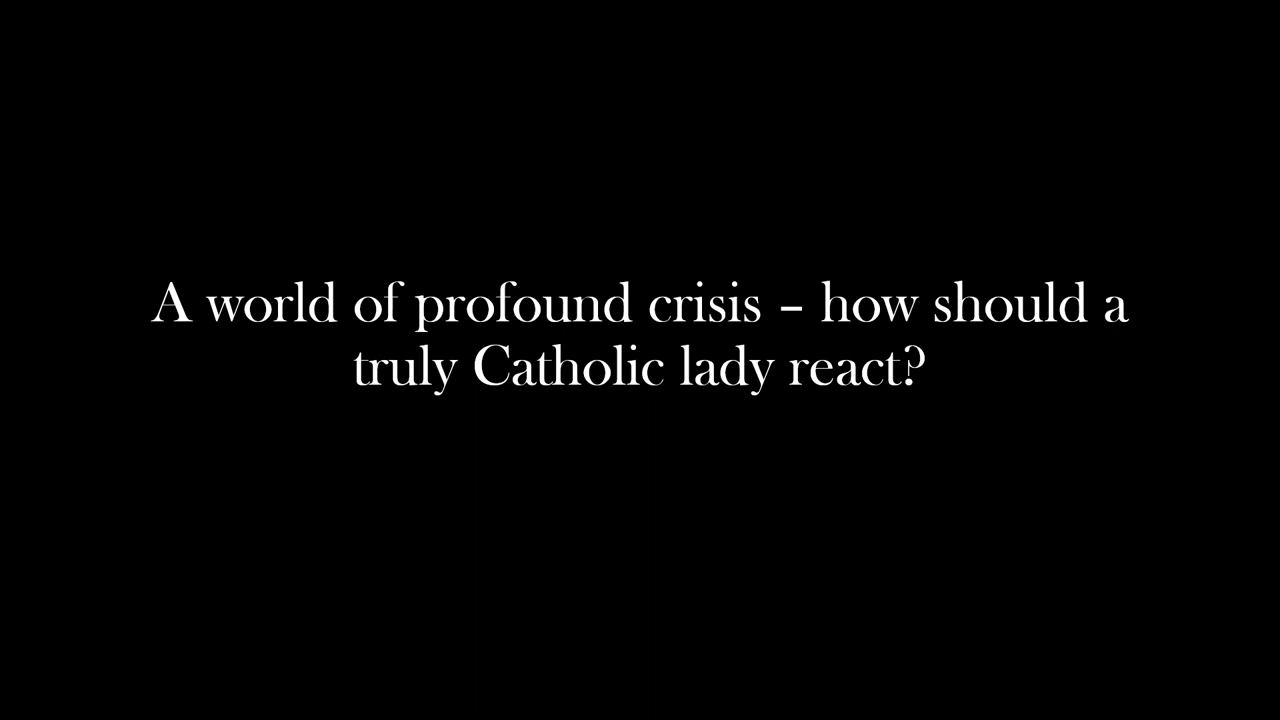 A world of profound crisis – how should a
truly Catholic lady react?